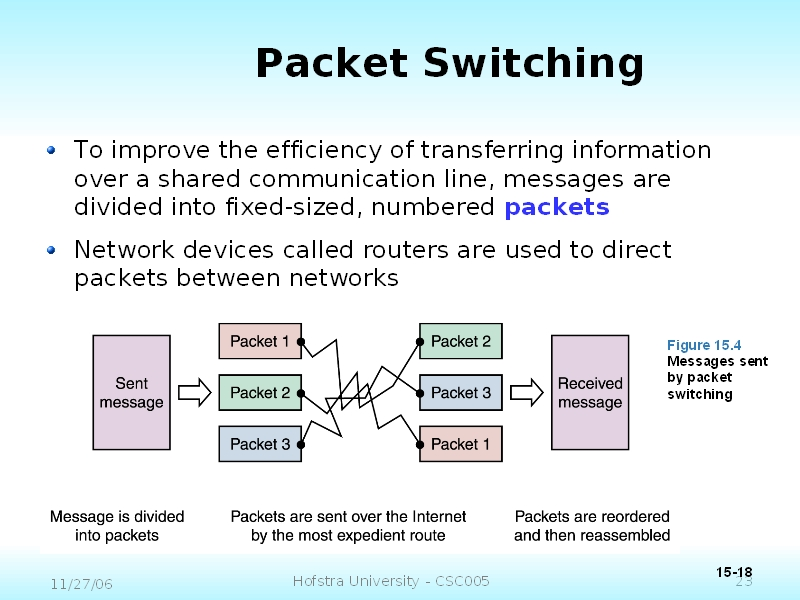 Packet Switching
To improve the efficiency of transferring information
over a shared communication line, messages are
divided into fixed-sized, numbered packets
Network devices called routers are used to direct
packets between networks
Sent
message
Packet 1
Packet 2
Packet 3
Packet 2
Packet 3
Packet 1
Received
message
Figure 15.4
Messages sent
by packet
switching
Message is divided
into packets
Packets are sent over the Internet
by the most expedient route
Packets are reordered
and then reassembled
11/27/06
Hofstra University - CSC005
15-18
23